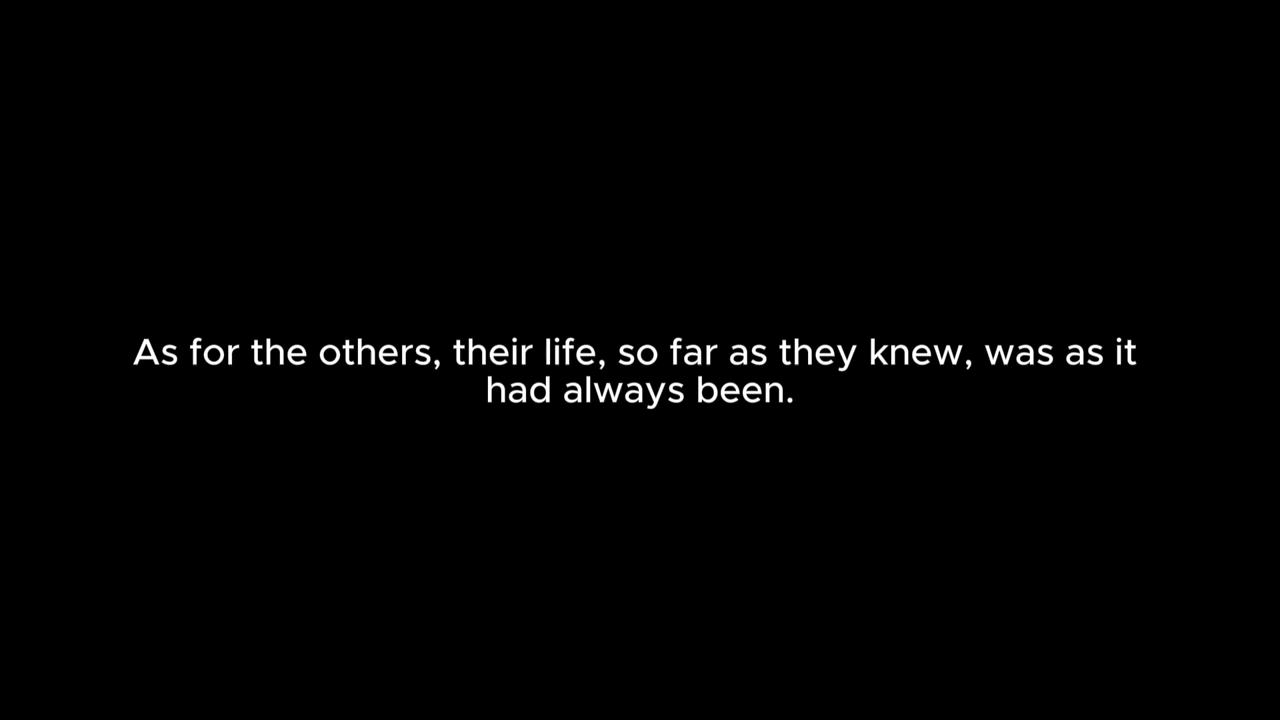 As for the others, their life, so far as they knew, was as it
had always been.